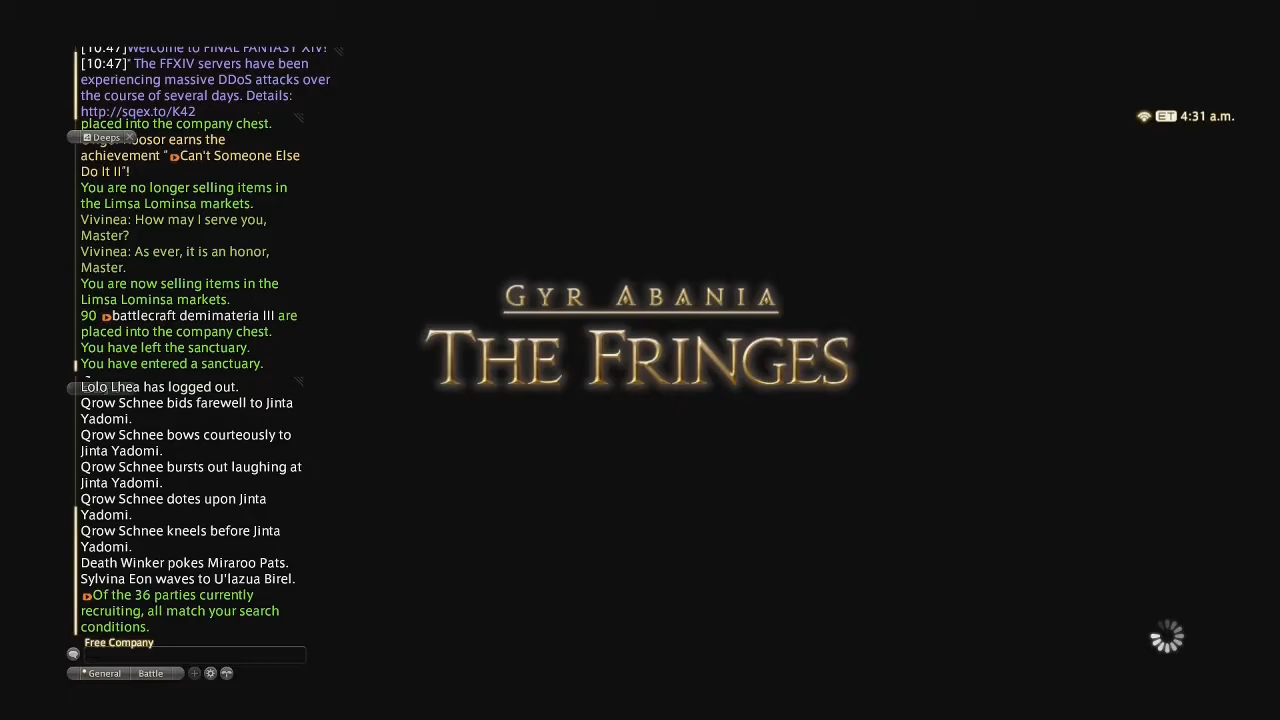 [10:47]Welcome to FINAL FANTASY XIV!
[10:47]* The FFXIV servers have been
experiencing massive DDoS attacks over
the course of several days. Details:
http://sqex.to/K42
placed into the company chest.
Deeps
earns the
achievement "Can't Someone Else
Do It II"!
You are no longer selling items in
the Limsa Lominsa markets.
Vivinea: How may I serve you,
Master?
Vivinea: As ever, it is an honor,
Master.
You are now selling items in the
Limsa Lominsa markets.
90 battlecraft demimateria III are
placed into the company chest.
You have left the sanctuary.
You have entered a sanctuary.
Lolo Lhea has logged out.
Qrow Schnee bids farewell to Jinta
Yadomi.
Qrow Schnee bows courteously to
Jinta Yadomi.
Qrow Schnee bursts out laughing at
Jinta Yadomi.
Qrow Schnee dotes upon Jinta
Yadomi.
Qrow Schnee kneels before Jinta
Yadomi.
Death Winker pokes Miraroo Pats.
Sylvina Eon waves to U'lazua Birel.
Of the 36 parties currently
recruiting, all match your search
conditions.
Free Company
General Battle
GYR ABANIA
THE FRINGES
ET 4:31 a.m.